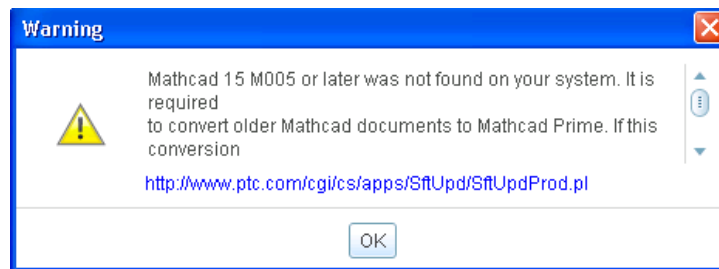 Warning
Mathcad 15 M005 or later was not found on your system. It is
required
to convert older Mathcad documents to Mathcad Prime. If this
conversion
http://www.ptc.com/cgi/cs/apps/SftUpd/SftUpdProd.pl
OK